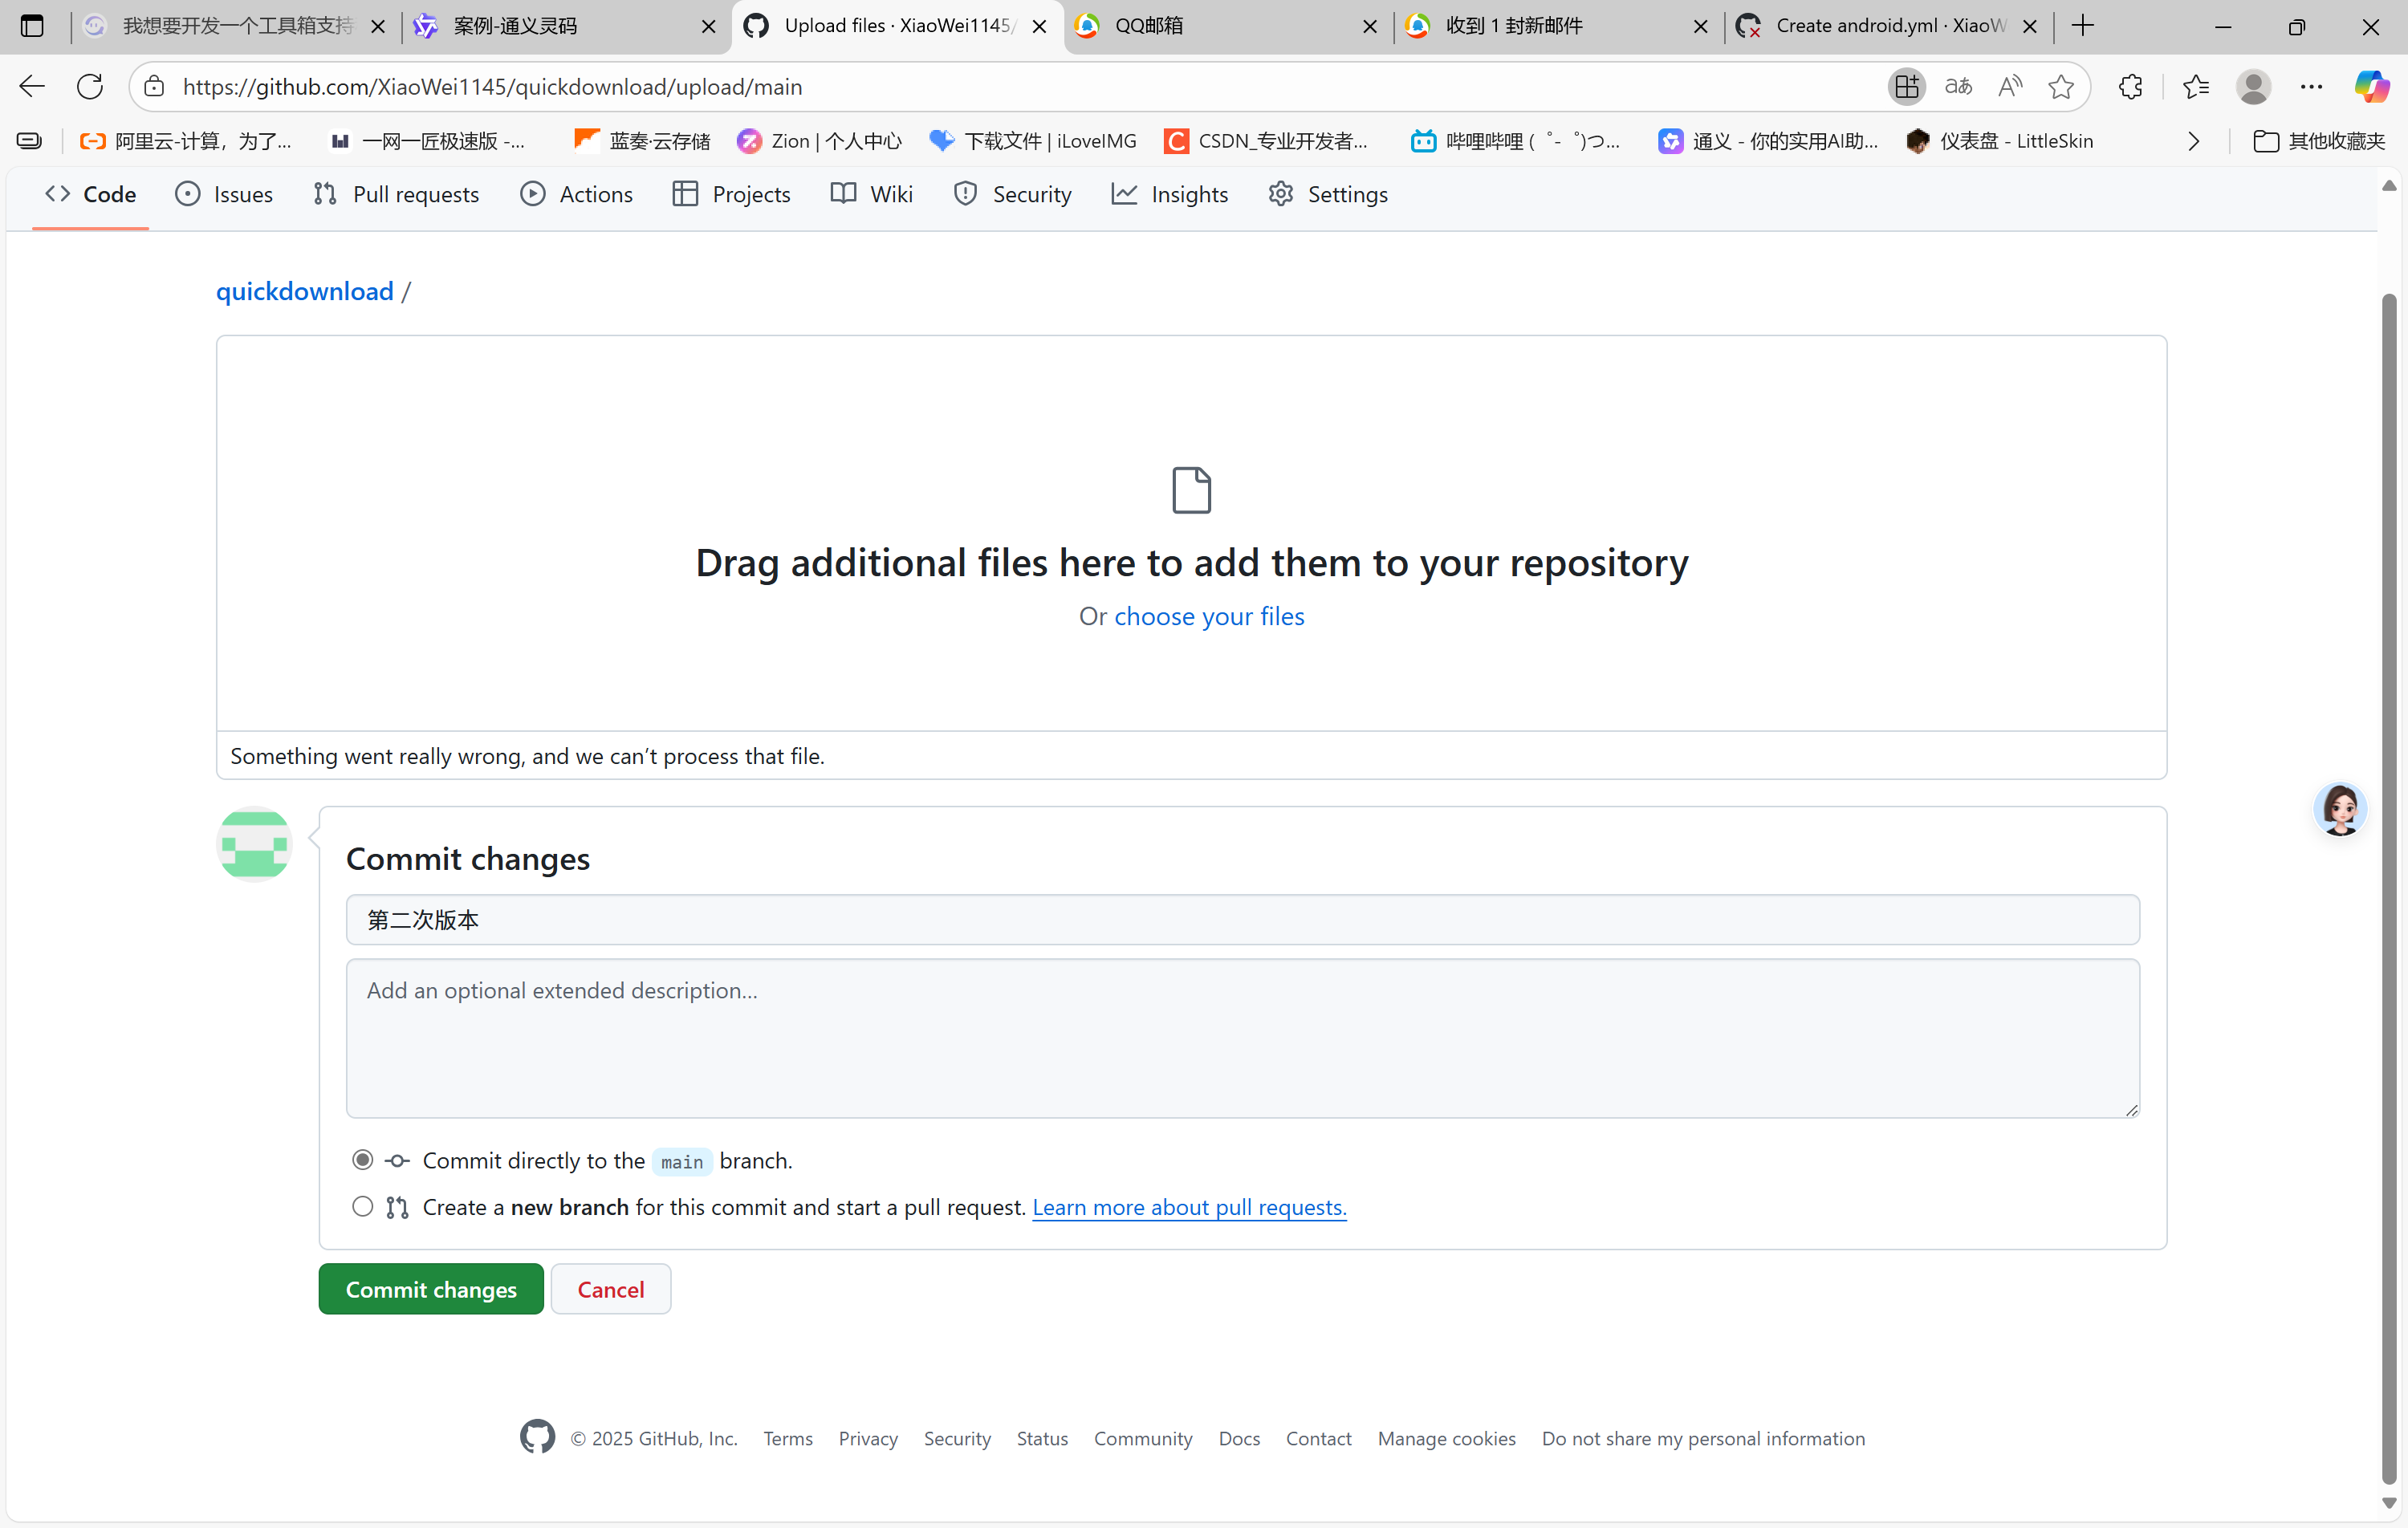 我想要开发一个工具箱支持
案例-通义灵码
Upload files · XiaoWei1145/
QQ邮箱
收到 1 封新邮件
Create android.yml · XiaoW
https://github.com/XiaoWei1145/quickdownload/upload/main
阿里云-计算，为了...
一网一匠极速版 -...
蓝奏·云存储
Zion | 个人中心
下载文件 | iLoveIMG
CSDN_专业开发者...
哔哩哔哩 (゜-゜)つ...
通义 - 你的实用AI助...
仪表盘 - LittleSkin
其他收藏夹
Code
Issues
Pull requests
Actions
Projects
Wiki
Security
Insights
Settings
quickdownload /
Drag additional files here to add them to your repository
Or choose your files
Something went really wrong, and we can’t process that file.
Commit changes
第二次版本
Add an optional extended description...
Commit directly to the main branch.
Create a new branch for this commit and start a pull request. Learn more about pull requests.
Commit changes
Cancel
© 2025 GitHub, Inc.
Terms
Privacy
Security
Status
Community
Docs
Contact
Manage cookies
Do not share my personal information